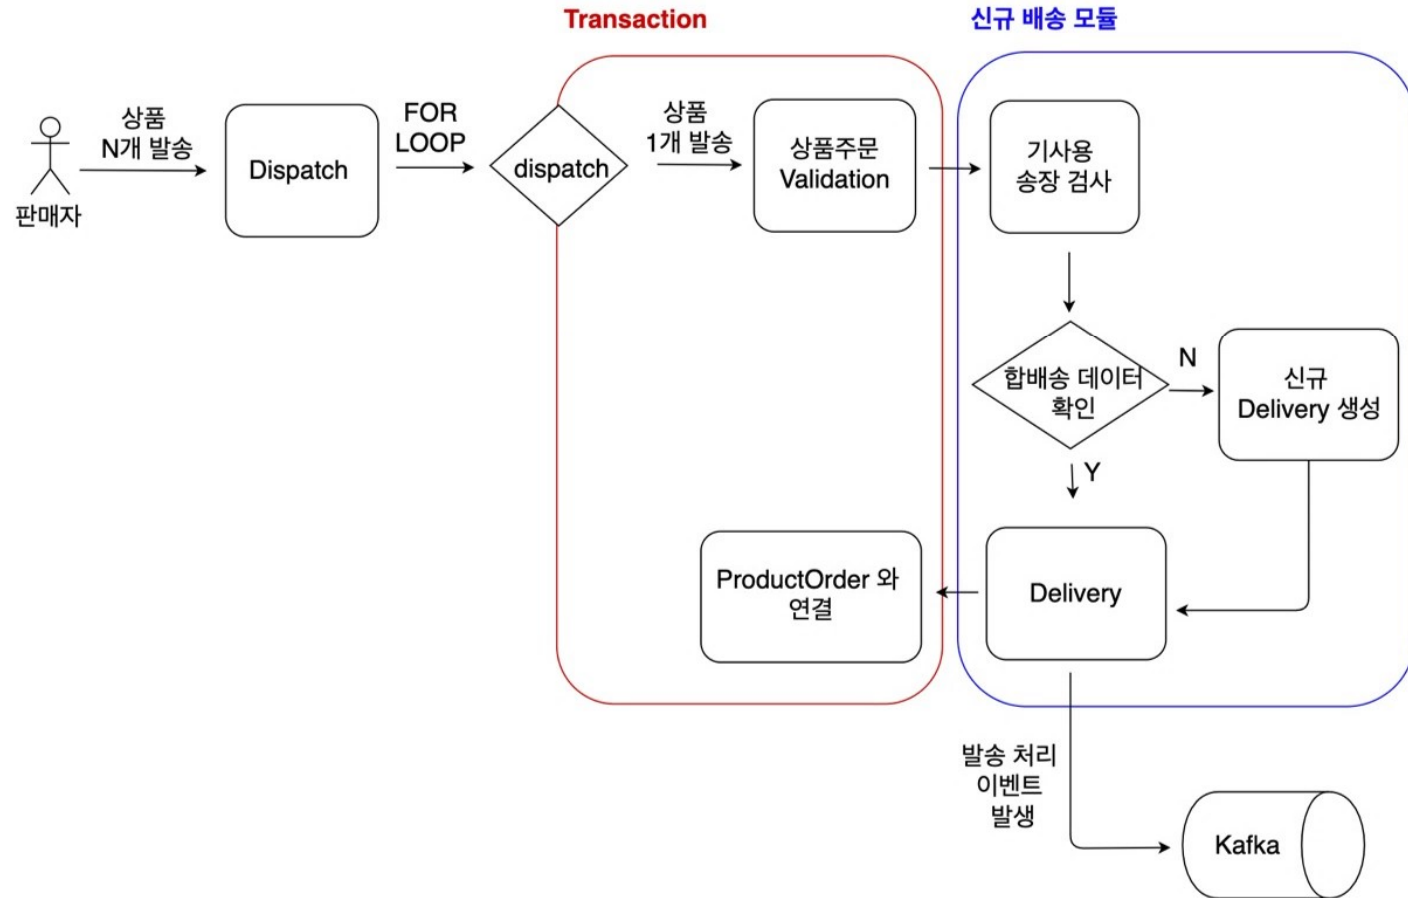 Transaction
신규 배송 모듈
상품
N개 발송
판매자
Dispatch
FOR
LOOP
dispatch
상품
1개 발송
상품주문
Validation
기사용
송장 검사
합배송 데이터
확인
N
신규
Delivery 생성
Y
Delivery
ProductOrder 와
연결
발송 처리
이벤트
발생
Kafka